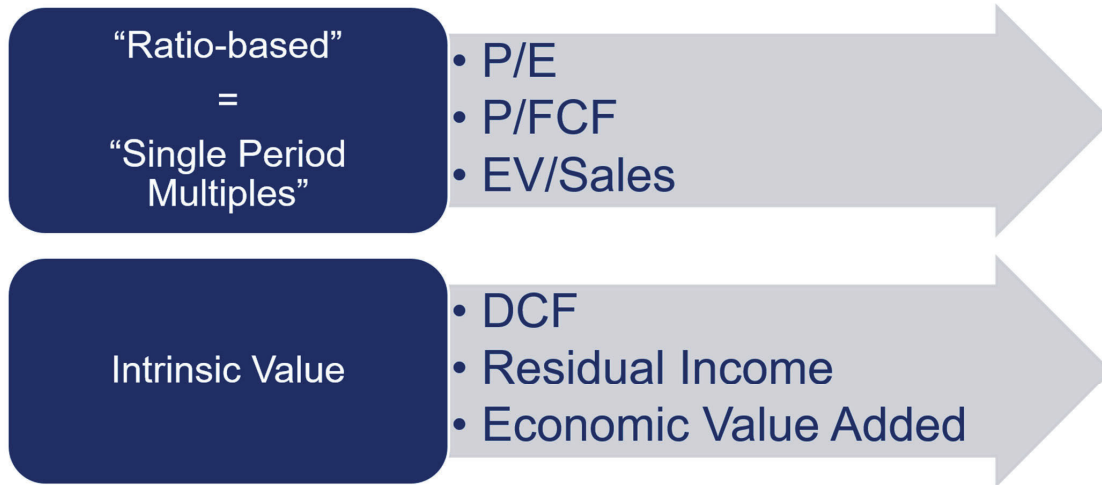 “Ratio-based”
=
“Single Period
Multiples”
• P/E
• P/FCF
• EV/Sales
Intrinsic Value
• DCF
• Residual Income
• Economic Value Added